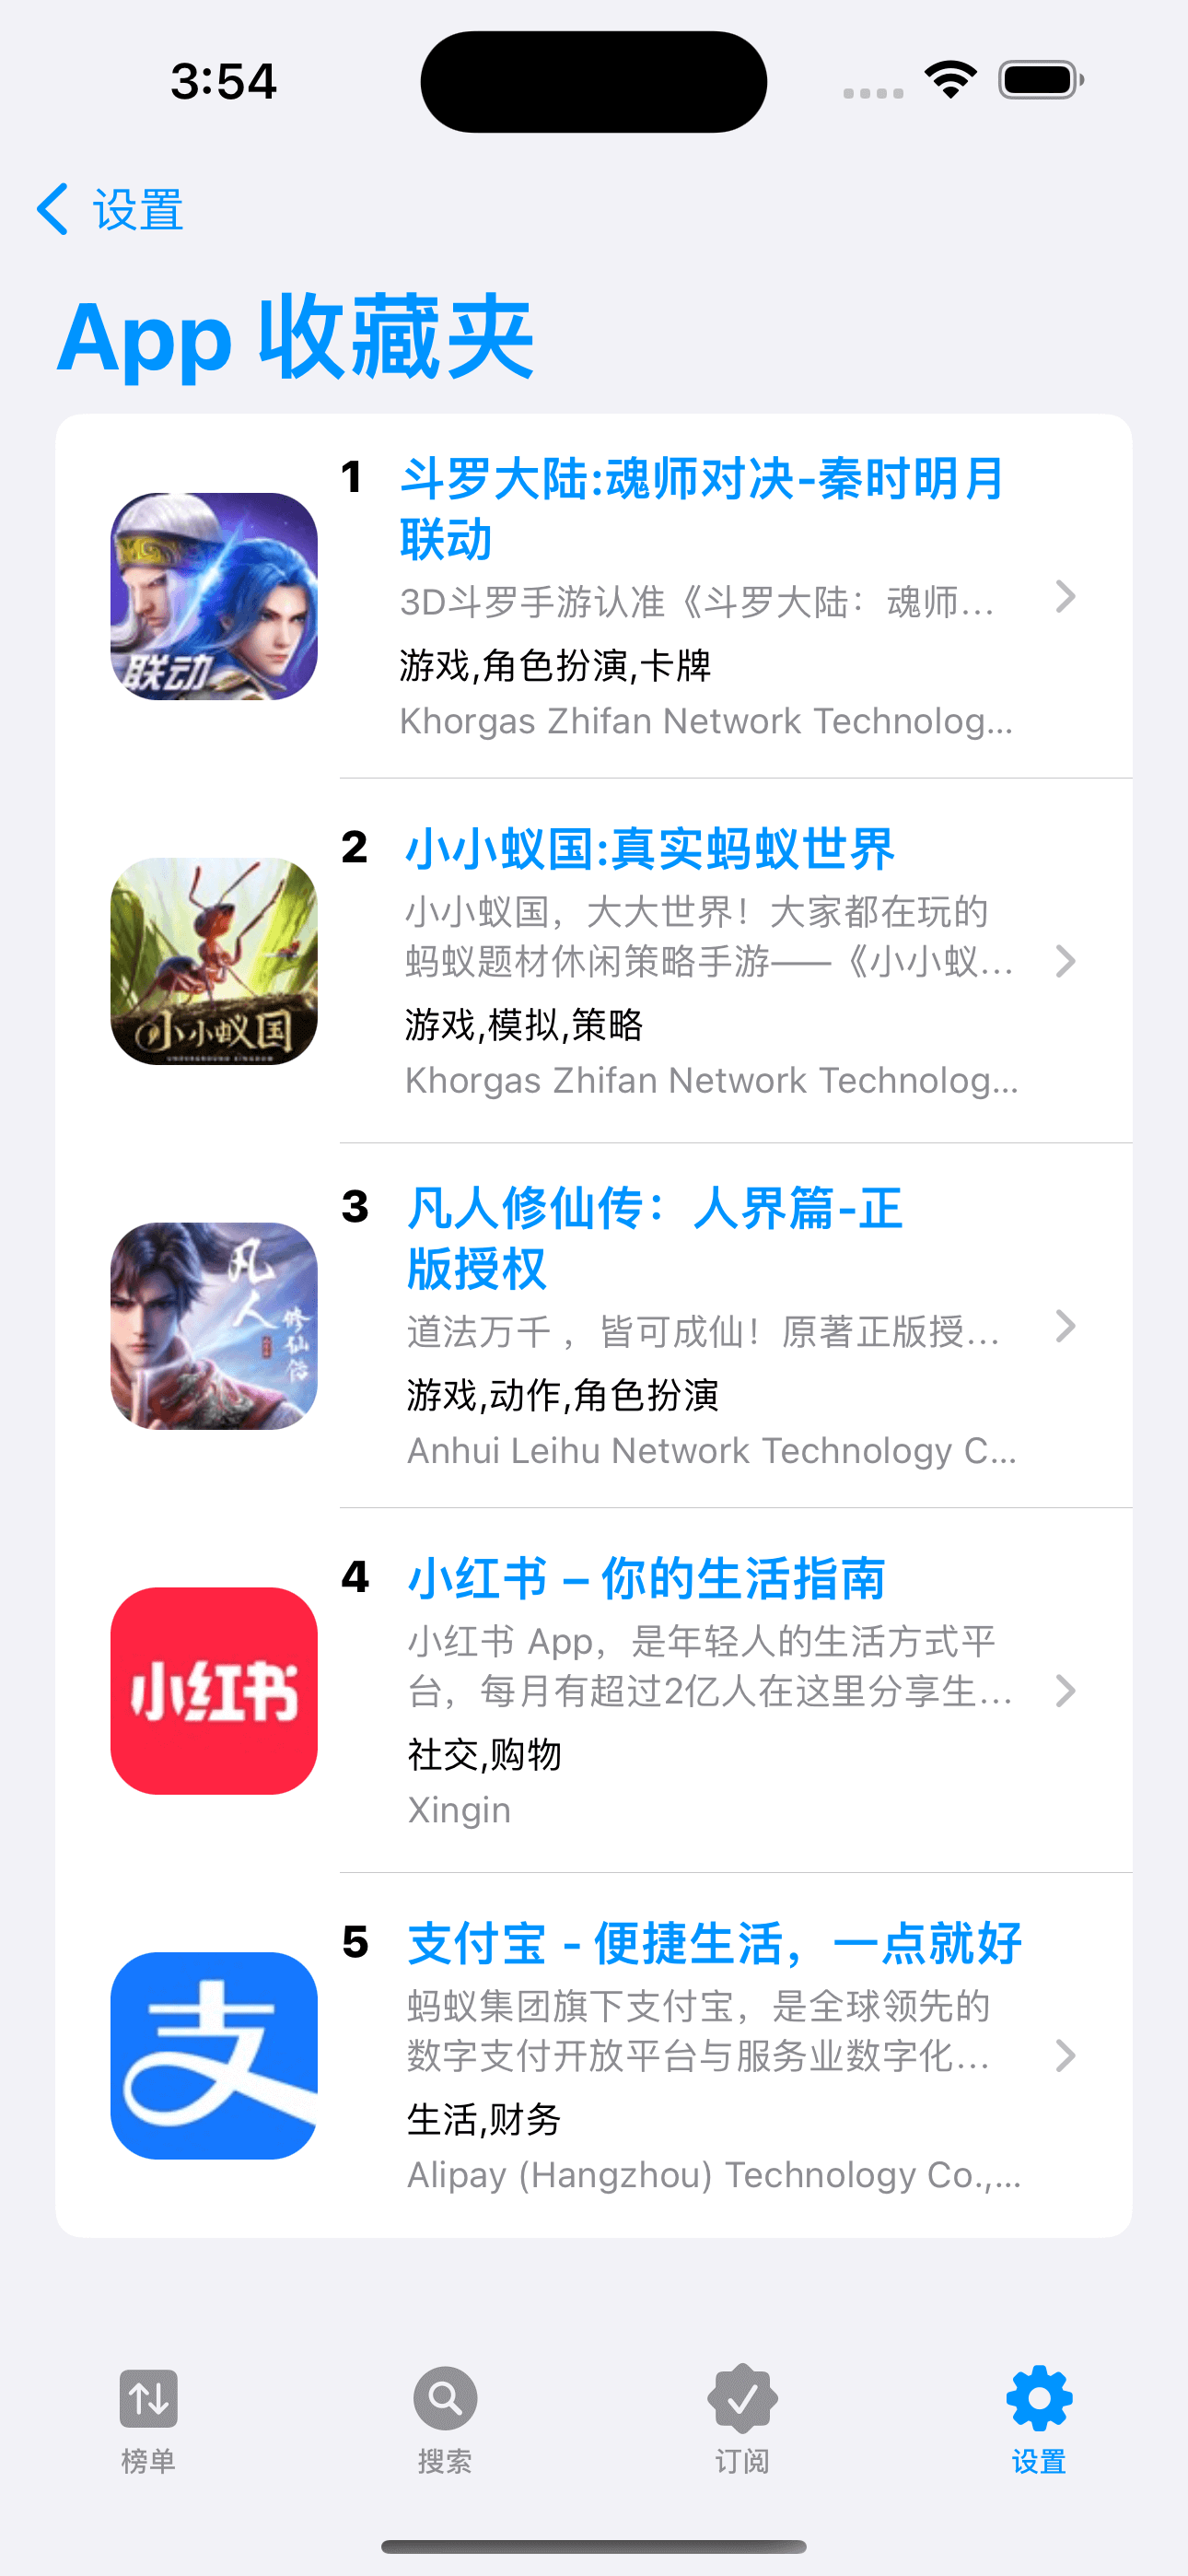 3:54
设置
App 收藏夹
1 斗罗大陆:魂师对决-秦时明月
联动
3D斗罗手游认准《斗罗大陆：魂师...
游戏,角色扮演,卡牌
Khorgas Zhifan Network Technolog...
联动
2 小小蚁国:真实蚂蚁世界
小小蚁国，大大世界！大家都在玩的
蚂蚁题材休闲策略手游——《小小蚁...
游戏,模拟,策略
Khorgas Zhifan Network Technolog...
小小蚁国
UNDERGROUND KINGDOM
3 凡人修仙传：人界篇-正
版授权
道法万千 ，皆可成仙！原著正版授...
游戏,动作,角色扮演
Anhui Leihu Network Technology C...
凡人
修仙传
4 小红书 – 你的生活指南
小红书 App，是年轻人的生活方式平
台，每月有超过2亿人在这里分享生...
社交,购物
Xingin
小红书
5 支付宝 - 便捷生活，一点就好
蚂蚁集团旗下支付宝，是全球领先的
数字支付开放平台与服务业数字化...
生活,财务
Alipay (Hangzhou) Technology Co.,...
支
榜单
搜索
订阅
设置